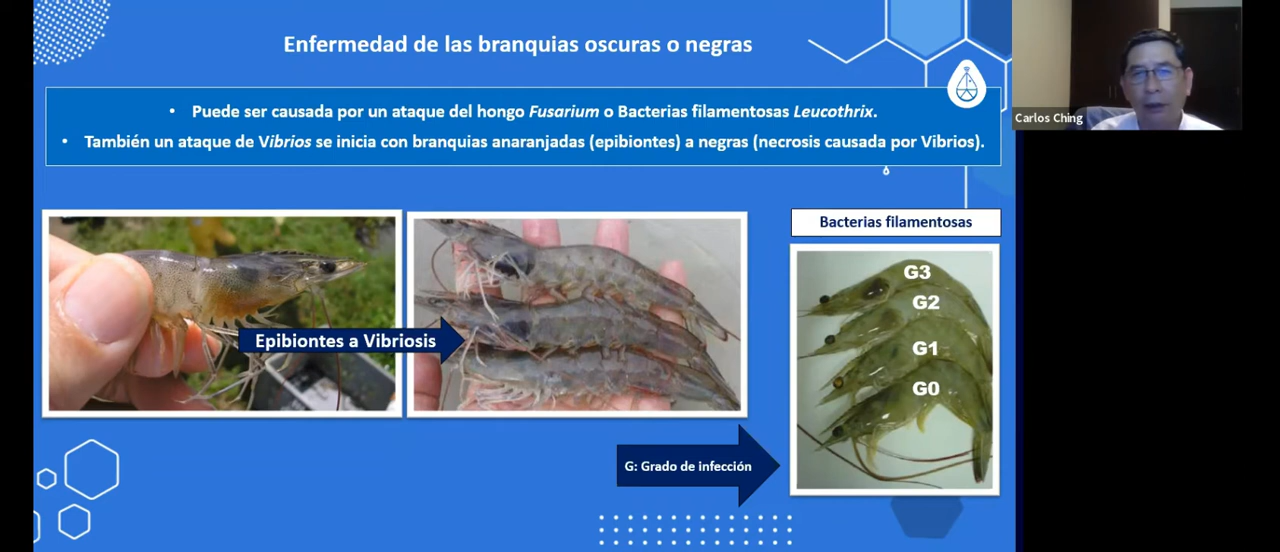 Enfermedad de las branquias oscuras o negras
• Puede ser causada por un ataque del hongo Fusarium o Bacterias filamentosas Leucothrix.
• También un ataque de Vibrios se inicia con branquias anaranjadas (epibiontes) a negras (necrosis causada por Vibrios).
Carlos Ching
Bacterias filamentosas
Epibiontes a Vibriosis
G3
G2
G1
G0
G: Grado de infección